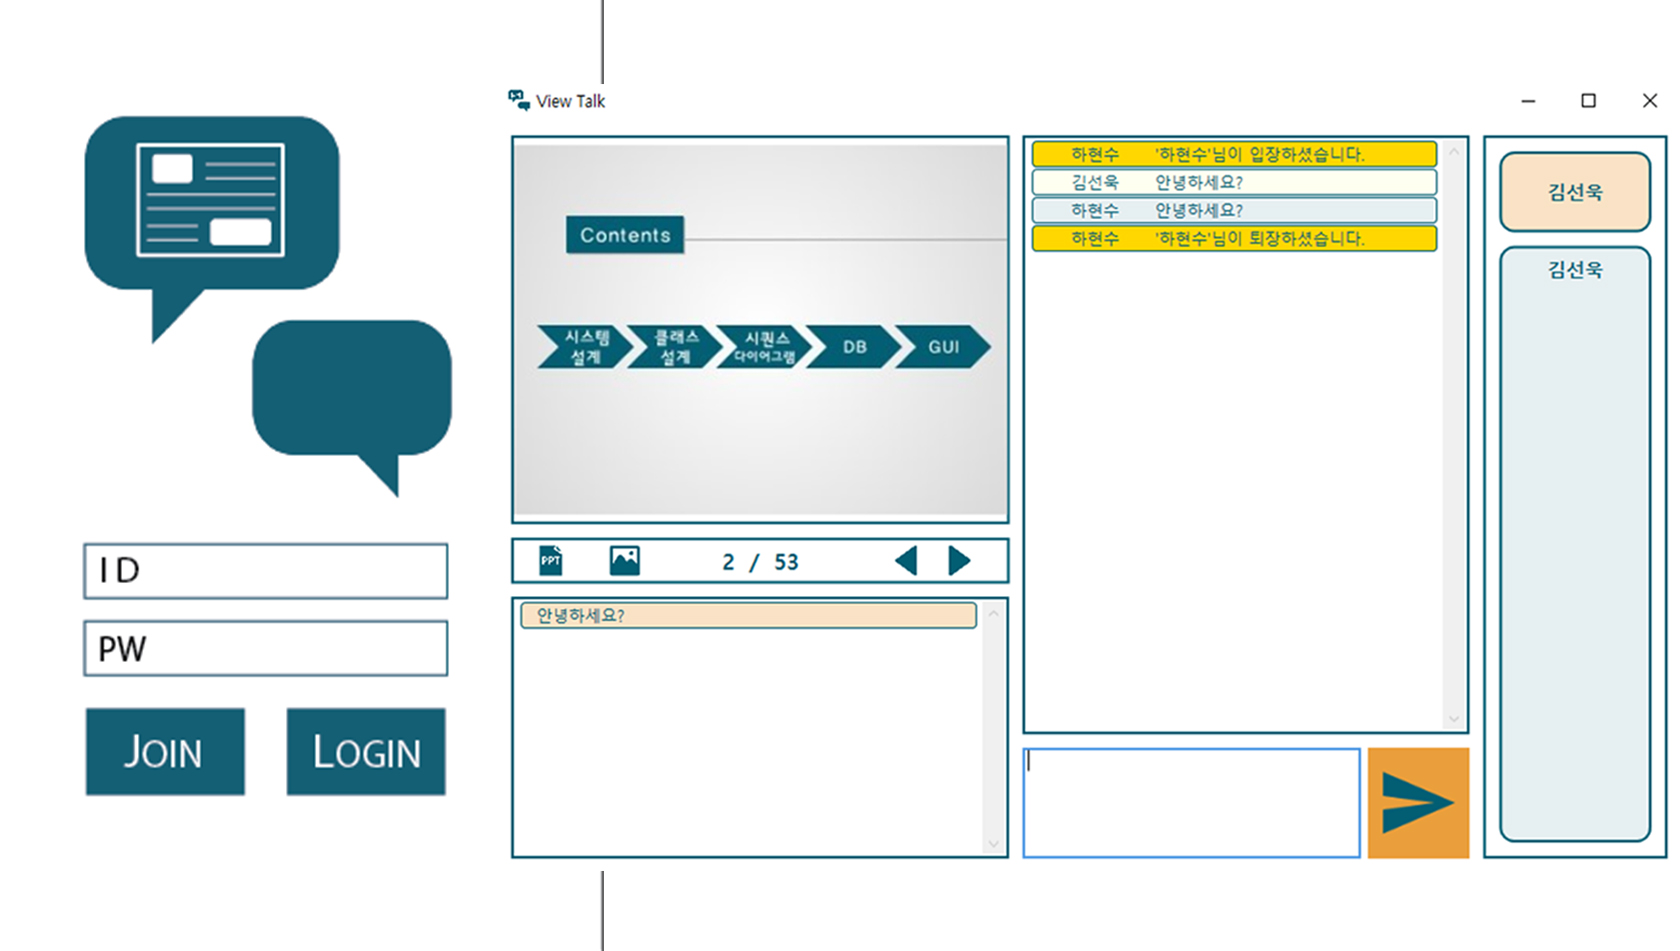 ID
PW
JOIN
LOGIN
View Talk
Contents
시스템
설계
클래스
설계
시퀀스
다이어그램
DB
GUI
PPT
2 / 53
안녕하세요?
하현수 '하현수'님이 입장하셨습니다.
김선욱 안녕하세요?
하현수 안녕하세요?
하현수 '하현수'님이 퇴장하셨습니다.
김선욱
김선욱